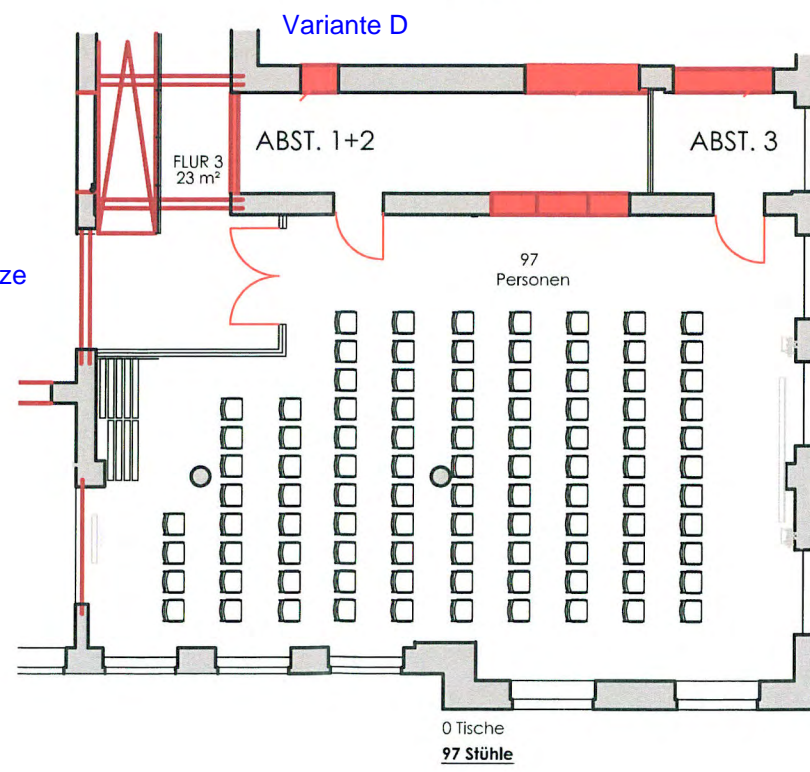 Variante D
ABST. 1+2
ABST. 3
FLUR 3
23 m²
ze
97
Personen
0 Tische
97 Stühle